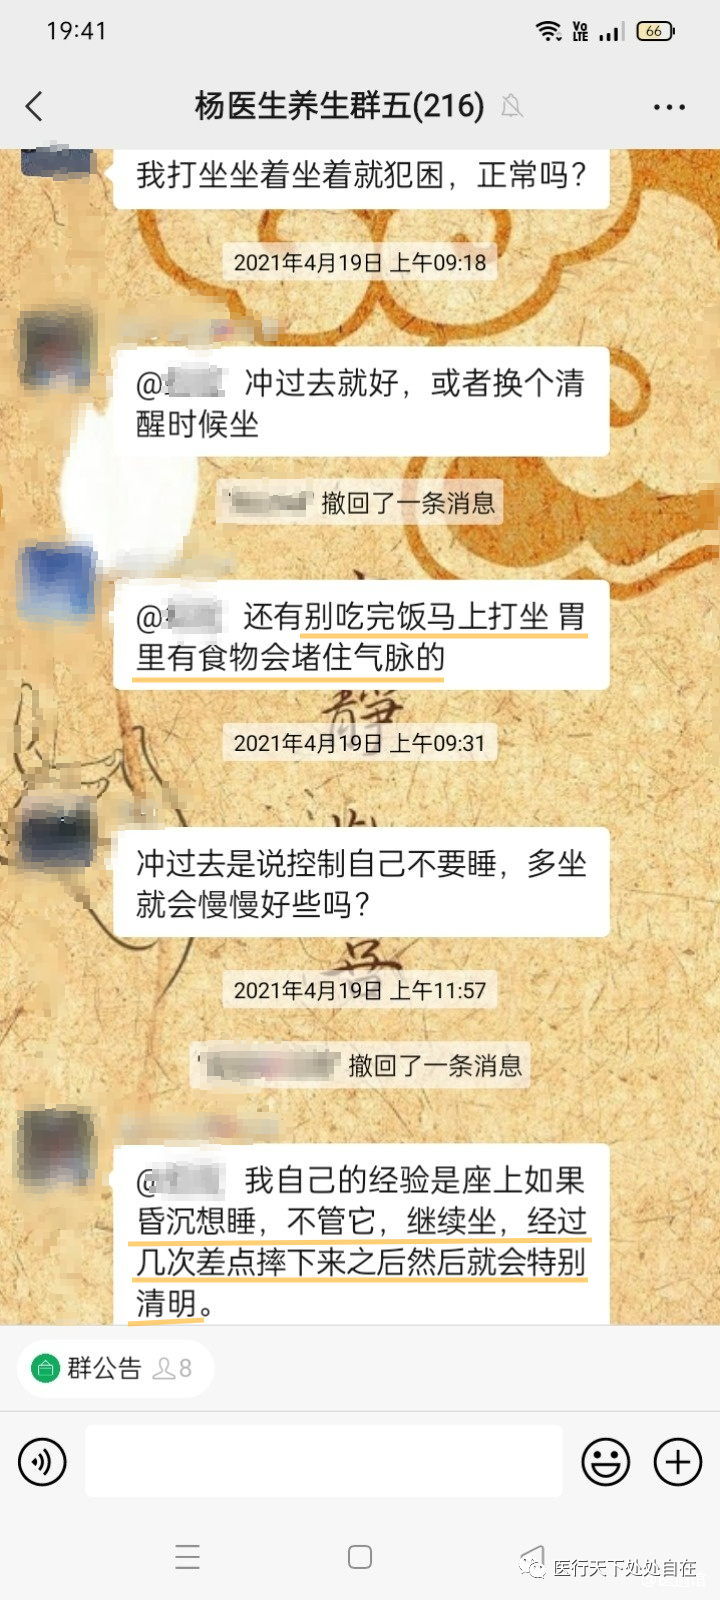 19:41
VoLTE
66
杨医生养生群五(216)
我打坐坐着坐着就犯困，正常吗？
2021年4月19日 上午09:18
@ 冲过去就好，或者换个清
醒时候坐
撤回了一条消息
@ 还有别吃完饭马上打坐 胃
里有食物会堵住气脉的
静
2021年4月19日 上午09:31
冲过去是说控制自己不要睡，多坐
就会慢慢好些吗？
2021年4月19日 上午11:57
" 撤回了一条消息
@ 我自己的经验是座上如果
昏沉想睡，不管它，继续坐，经过
几次差点摔下来之后然后就会特别
清明。
群公告 8
医行天下处处自在